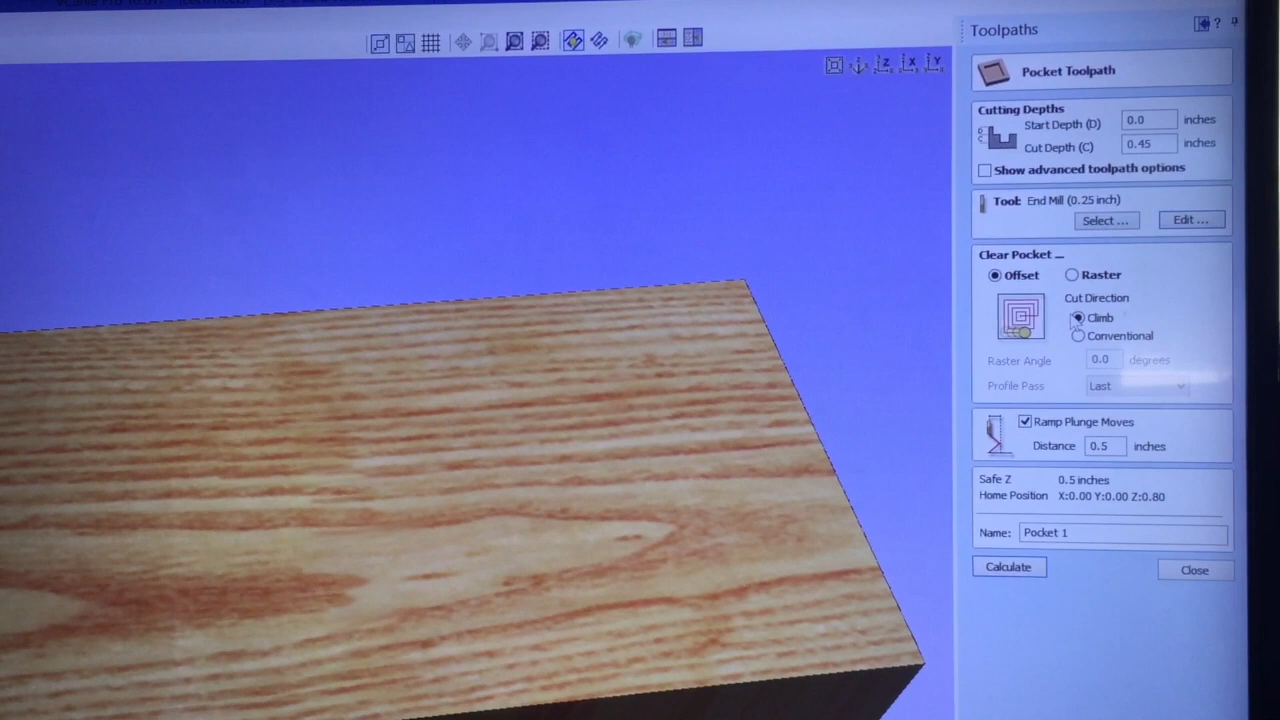 Toolpaths
?
Z X Y
Pocket Toolpath
Cutting Depths
Start Depth (D) 0.0 inches
Cut Depth (C) 0.45 inches
Show advanced toolpath options
Tool: End Mill (0.25 inch)
Select ... Edit ...
Clear Pocket ...
Offset Raster
Cut Direction
Climb
Conventional
Raster Angle 0.0 degrees
Profile Pass Last
Ramp Plunge Moves
Distance 0.5 inches
Safe Z 0.5 inches
Home Position X:0.00 Y:0.00 Z:0.80
Name: Pocket 1
Calculate Close